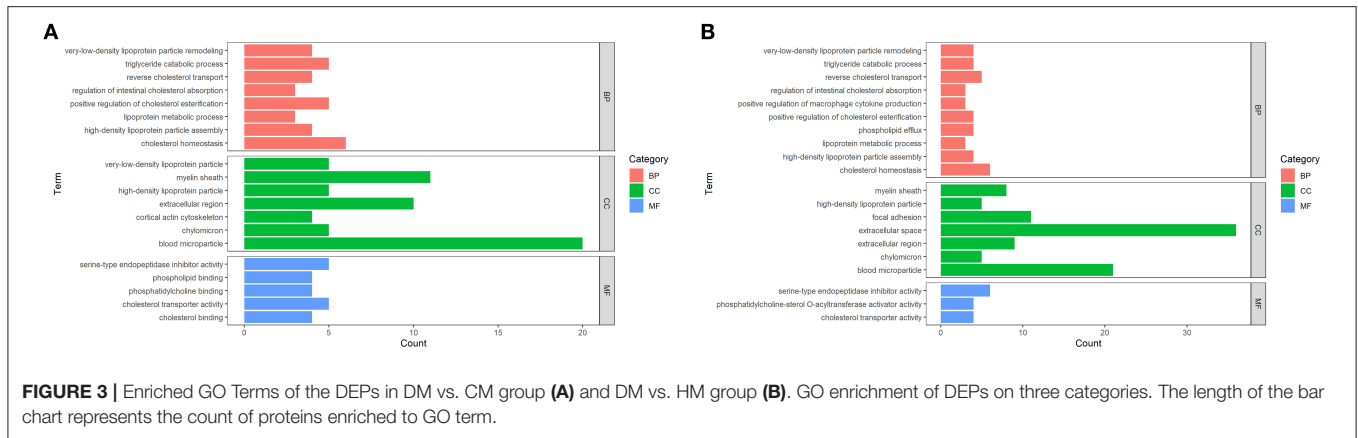 A
very-low-density lipoprotein particle remodeling
triglyceride catabolic process
reverse cholesterol transport
regulation of intestinal cholesterol absorption
positive regulation of cholesterol esterification
lipoprotein metabolic process
high-density lipoprotein particle assembly
cholesterol homeostasis
BP
very-low-density lipoprotein particle
myelin sheath
high-density lipoprotein particle
extracellular region
cortical actin cytoskeleton
chylomicron
blood microparticle
CC
serine-type endopeptidase inhibitor activity
phospholipid binding
phosphatidylcholine binding
cholesterol transporter activity
cholesterol binding
MF
Term
0 5 10 15 20
Count
Category
BP
CC
MF
B
very-low-density lipoprotein particle remodeling
triglyceride catabolic process
reverse cholesterol transport
regulation of intestinal cholesterol absorption
positive regulation of macrophage cytokine production
positive regulation of cholesterol esterification
phospholipid efflux
lipoprotein metabolic process
high-density lipoprotein particle assembly
cholesterol homeostasis
BP
myelin sheath
high-density lipoprotein particle
focal adhesion
extracellular space
extracellular region
chylomicron
blood microparticle
CC
serine-type endopeptidase inhibitor activity
phosphatidylcholine-sterol O-acyltransferase activator activity
cholesterol transporter activity
MF
Term
0 10 20 30
Count
Category
BP
CC
MF
FIGURE 3 | Enriched GO Terms of the DEPs in DM vs. CM group (A) and DM vs. HM group (B). GO enrichment of DEPs on three categories. The length of the bar
chart represents the count of proteins enriched to GO term.